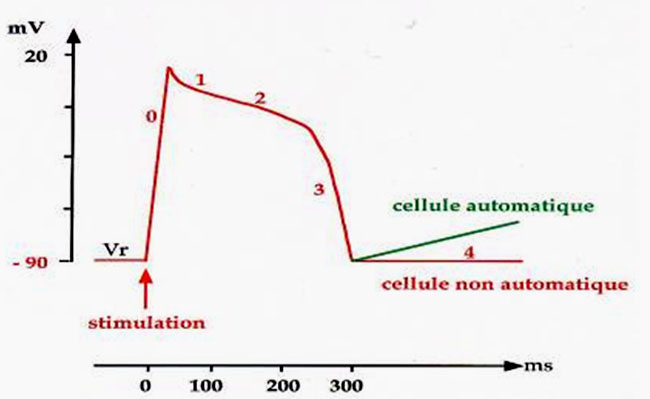 mV
20
1
2
0
3
cellule automatique
Vr
4
- 90
cellule non automatique
stimulation
ms
0 100 200 300